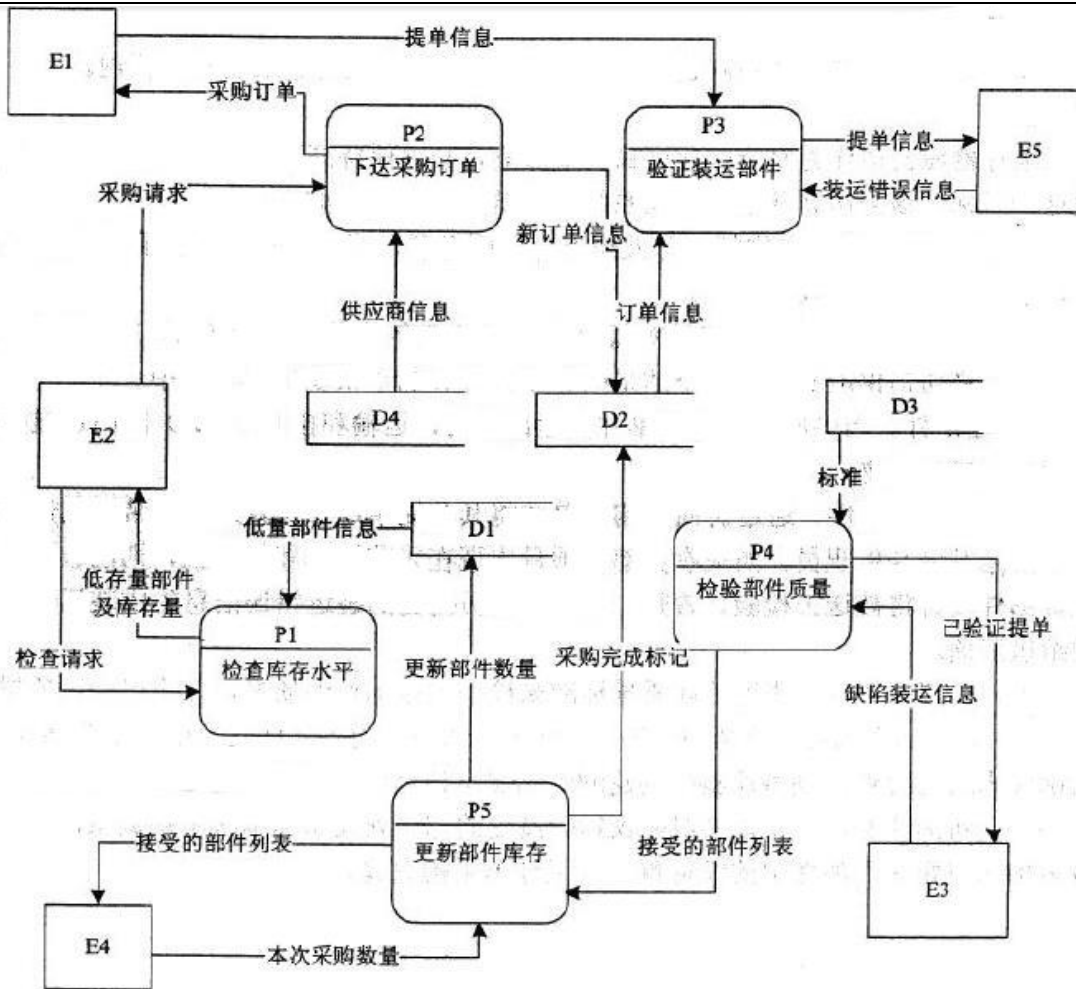 提单信息
E1
采购订单
P2
下达采购订单
P3
验证装运部件
提单信息
E5
装运错误信息
采购请求
新订单信息
供应商信息
订单信息
E2
D4
D2
D3
标准
低量部件信息
D1
P4
检验部件质量
低存量部件
及库存量
P1
检查库存水平
检查请求
更新部件数量
采购完成标记
已验证提单
缺陷装运信息
P5
更新部件库存
接受的部件列表
接受的部件列表
E3
E4
本次采购数量